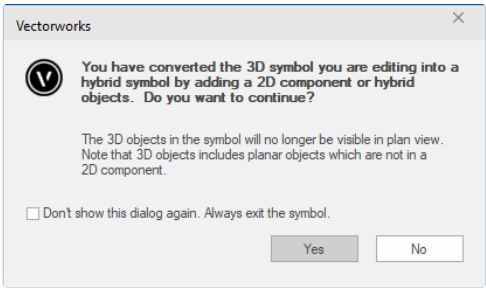 Vectorworks
You have converted the 3D symbol you are editing into a
hybrid symbol by adding a 2D component or hybrid
objects.  Do you want to continue?
The 3D objects in the symbol will no longer be visible in plan view.
Note that 3D objects includes planar objects which are not in a
2D component.
Don't show this dialog again. Always exit the symbol.
Yes
No